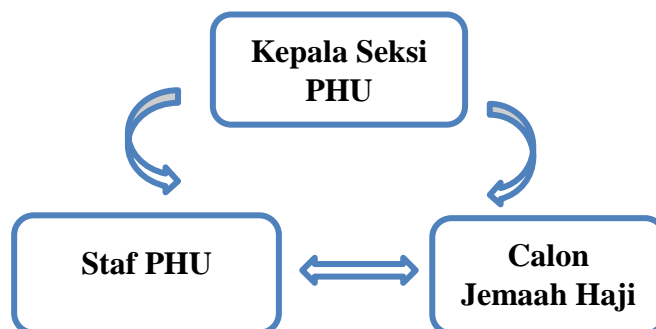 Kepala Seksi
PHU
Staf PHU
Calon
Jemaah Haji